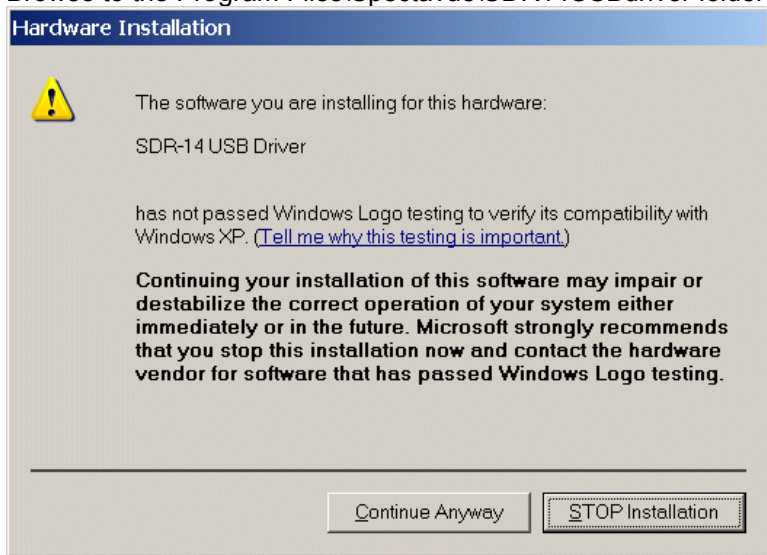 Hardware Installation
The software you are installing for this hardware:
SDR-14 USB Driver
has not passed Windows Logo testing to verify its compatibility with
Windows XP. (Tell me why this testing is important.)
Continuing your installation of this software may impair or
destabilize the correct operation of your system either
immediately or in the future. Microsoft strongly recommends
that you stop this installation now and contact the hardware
vendor for software that has passed Windows Logo testing.
Continue Anyway
STOP Installation